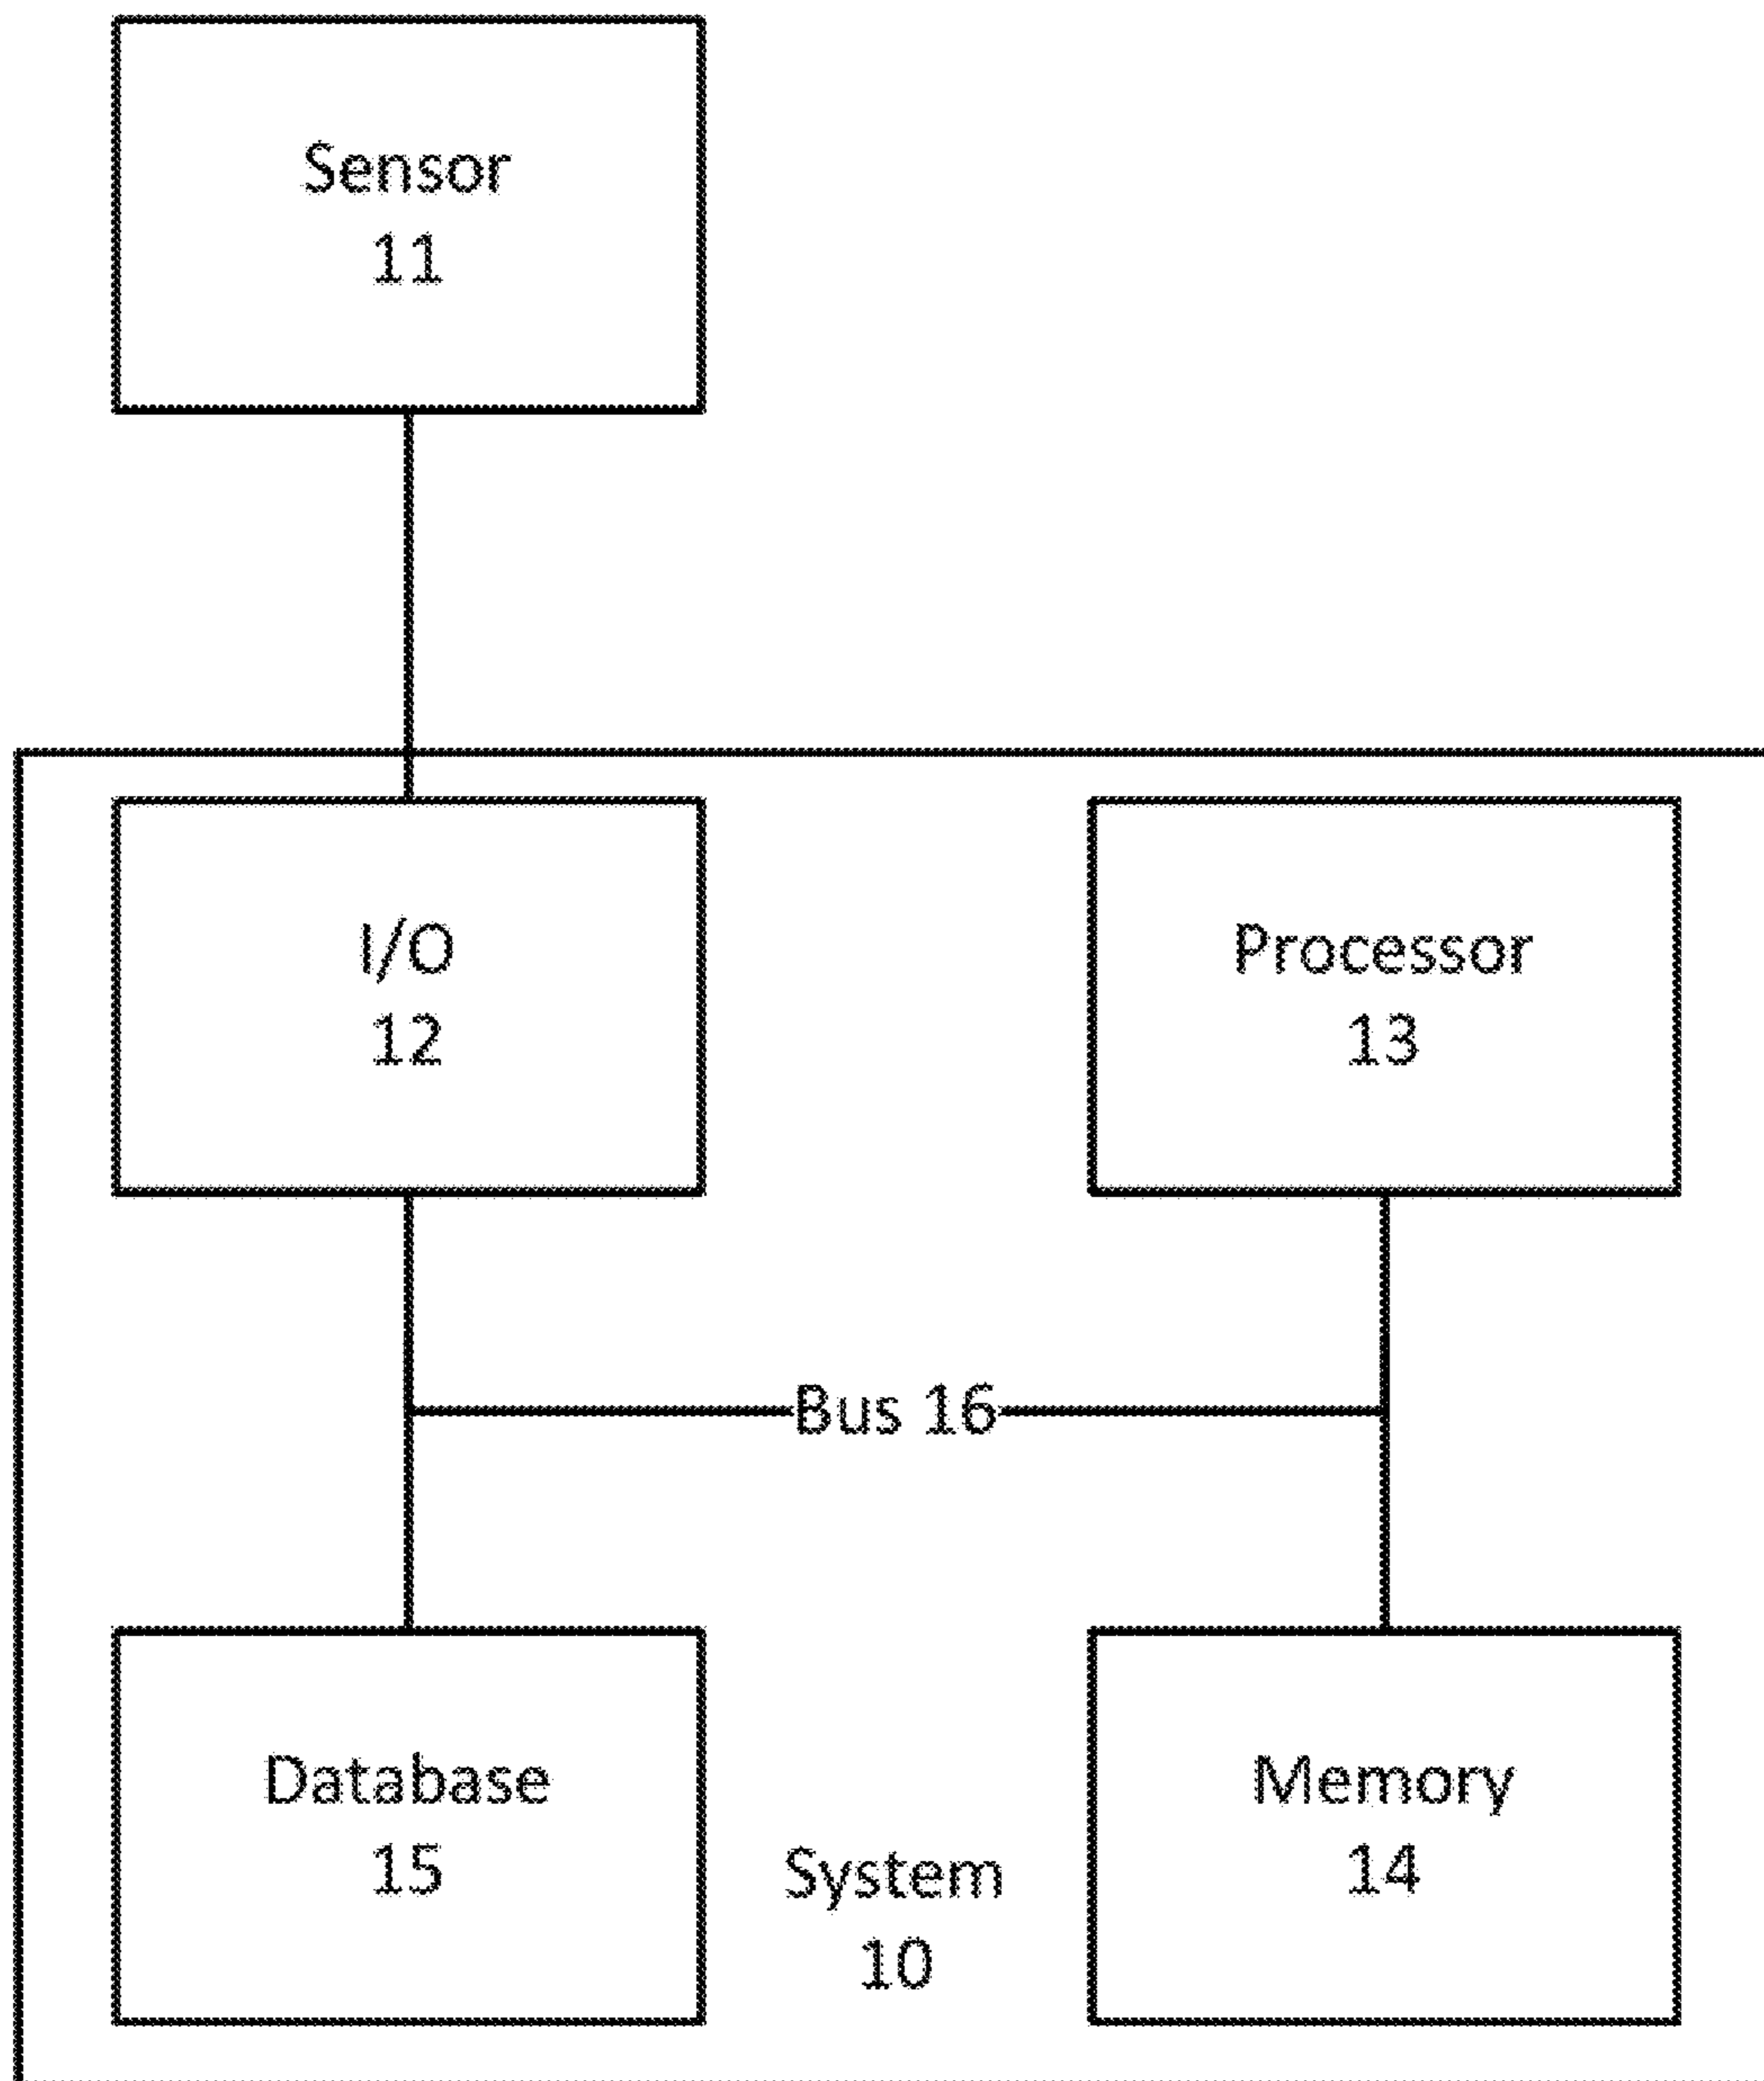 Sensor
11
I/O
12
Processor
13
Bus 16
Database
15
System
10
Memory
14